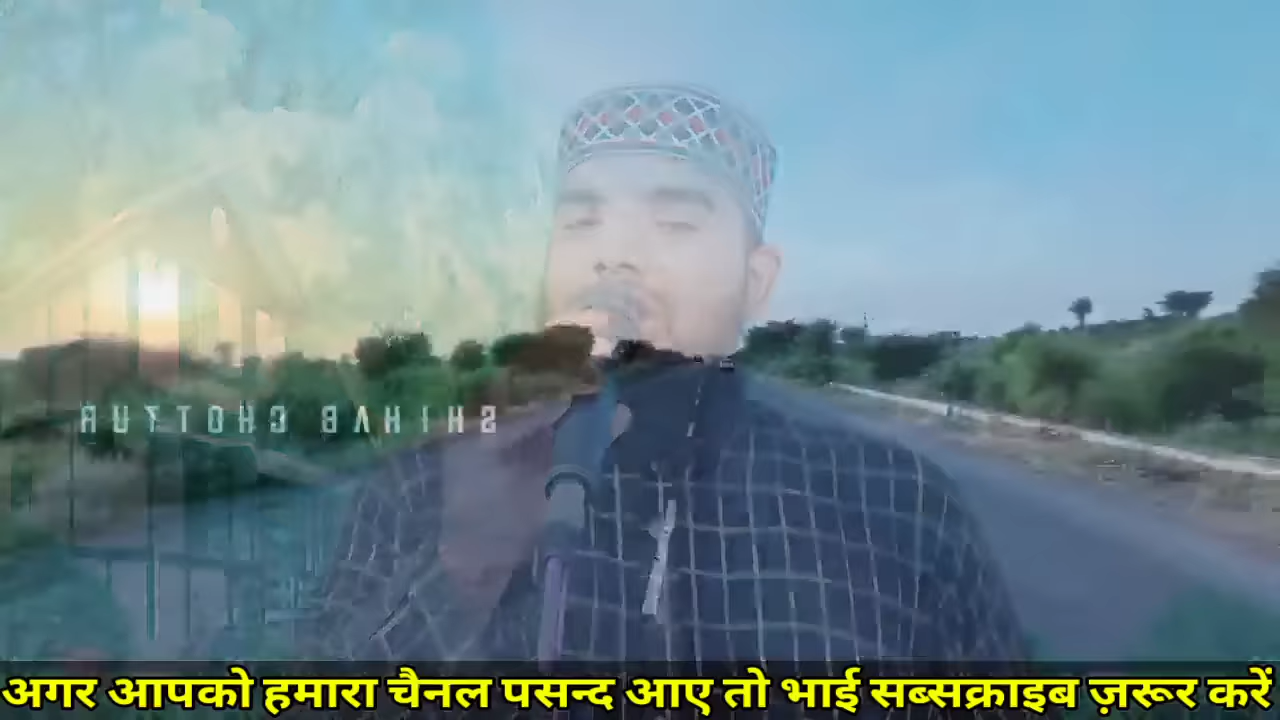 SHIHAB CHOTTUR
अगर आपको हमारा चैनल पसन्द आए तो भाई सब्सक्राइब ज़रूर करें